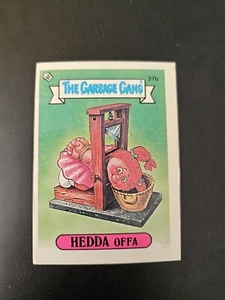 37b
THE GARBAGE GANG
HEDDA OFFA